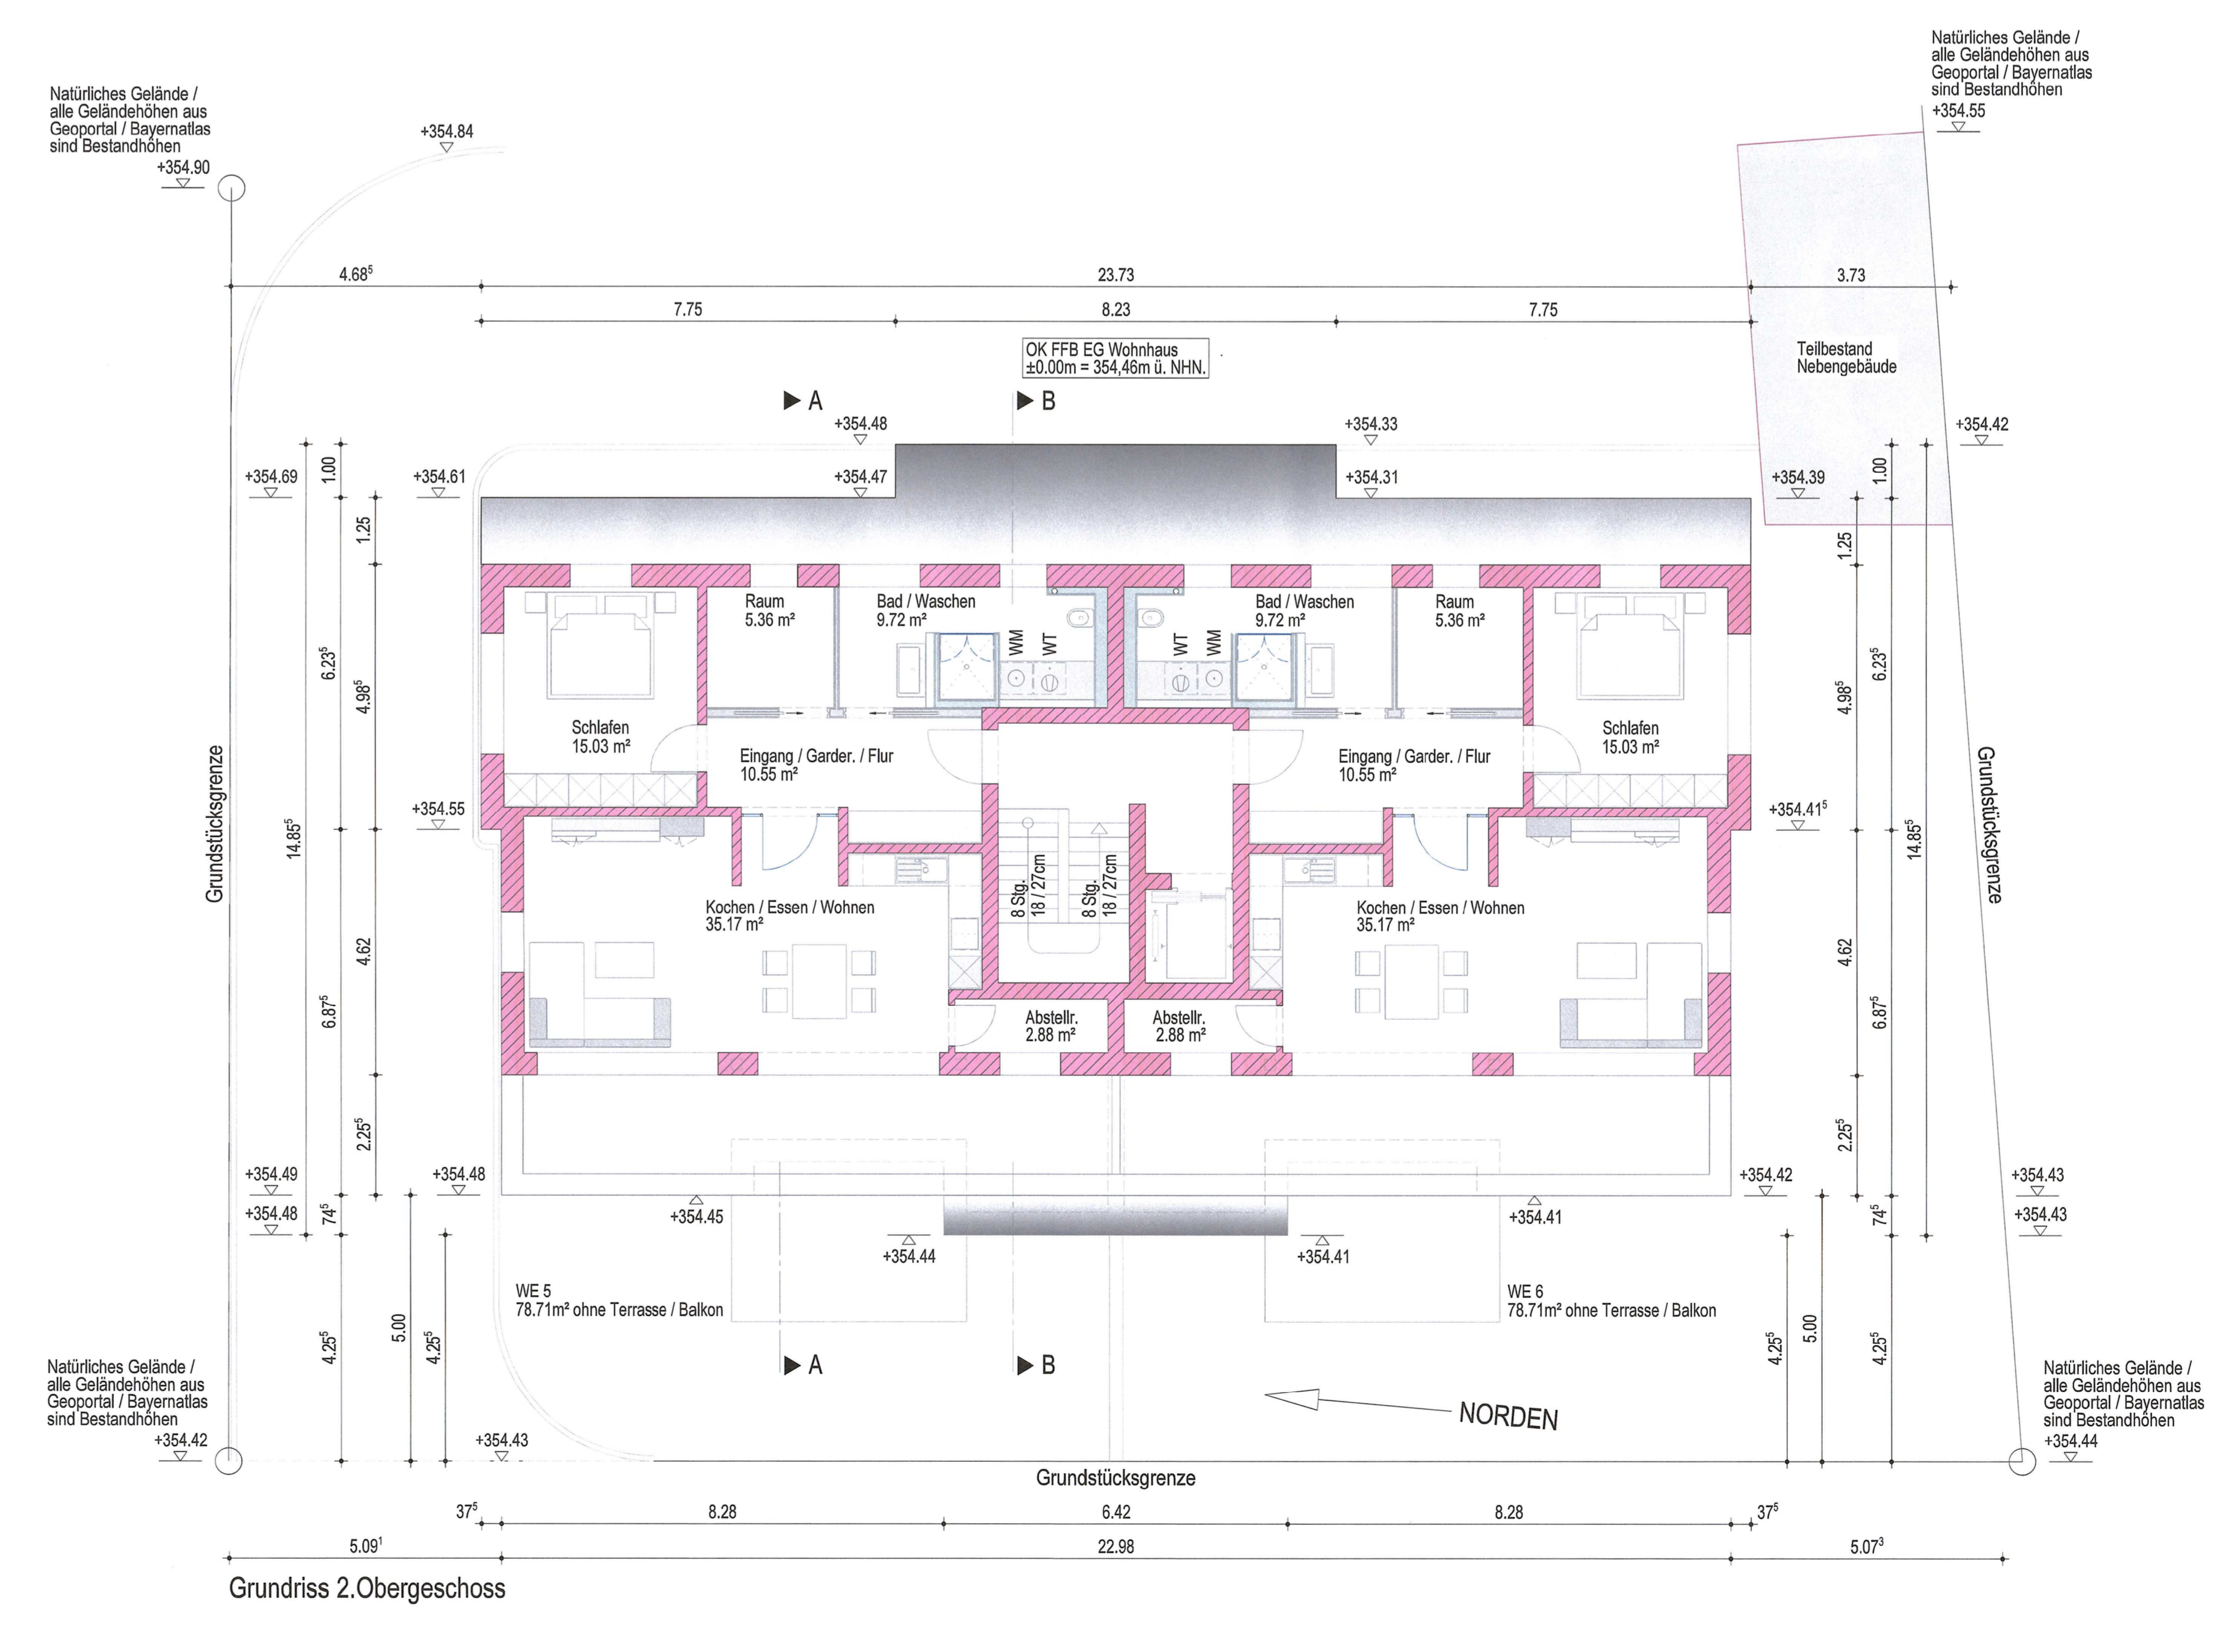 Natürliches Gelände /
alle Geländehöhen aus
Geoportal / Bayernatlas
sind Bestandhöhen
+354.55
Natürliches Gelände /
alle Geländehöhen aus
Geoportal / Bayernatlas
sind Bestandhöhen
+354.90
+354.84
4.68⁵
23.73
3.73
7.75
8.23
7.75
OK FFB EG Wohnhaus
±0.00m = 354,46m ü. NHN.
Teilbestand
Nebengebäude
A
B
+354.48
+354.33
+354.42
+354.69
+354.61
+354.47
+354.31
+354.39
1.00
1.25
6.23⁵
4.98⁵
14.85⁵
1.00
1.25
6.23⁵
4.98⁵
14.85⁵
Raum
5.36 m²
Bad / Waschen
9.72 m²
WM
WT
Bad / Waschen
9.72 m²
WT
WM
Raum
5.36 m²
Schlafen
15.03 m²
Schlafen
15.03 m²
Eingang / Garder. / Flur
10.55 m²
Eingang / Garder. / Flur
10.55 m²
Grundstücksgrenze
Grundstücksgrenze
+354.55
+354.41⁵
8 Stg.
18 / 27cm
8 Stg.
18 / 27cm
Kochen / Essen / Wohnen
35.17 m²
Kochen / Essen / Wohnen
35.17 m²
4.62
6.87⁵
4.62
6.87⁵
Abstellr.
2.88 m²
Abstellr.
2.88 m²
2.25⁵
2.25⁵
+354.49
+354.48
+354.42
+354.43
+354.48
74⁵
+354.45
+354.41
74⁵
+354.43
+354.44
+354.41
WE 5
78.71m² ohne Terrasse / Balkon
WE 6
78.71m² ohne Terrasse / Balkon
4.25⁵
5.00
4.25⁵
4.25⁵
5.00
4.25⁵
A
B
NORDEN
Natürliches Gelände /
alle Geländehöhen aus
Geoportal / Bayernatlas
sind Bestandhöhen
+354.42
+354.43
Natürliches Gelände /
alle Geländehöhen aus
Geoportal / Bayernatlas
sind Bestandhöhen
+354.44
Grundstücksgrenze
37⁵
8.28
6.42
8.28
37⁵
5.09¹
22.98
5.07³
Grundriss 2.Obergeschoss